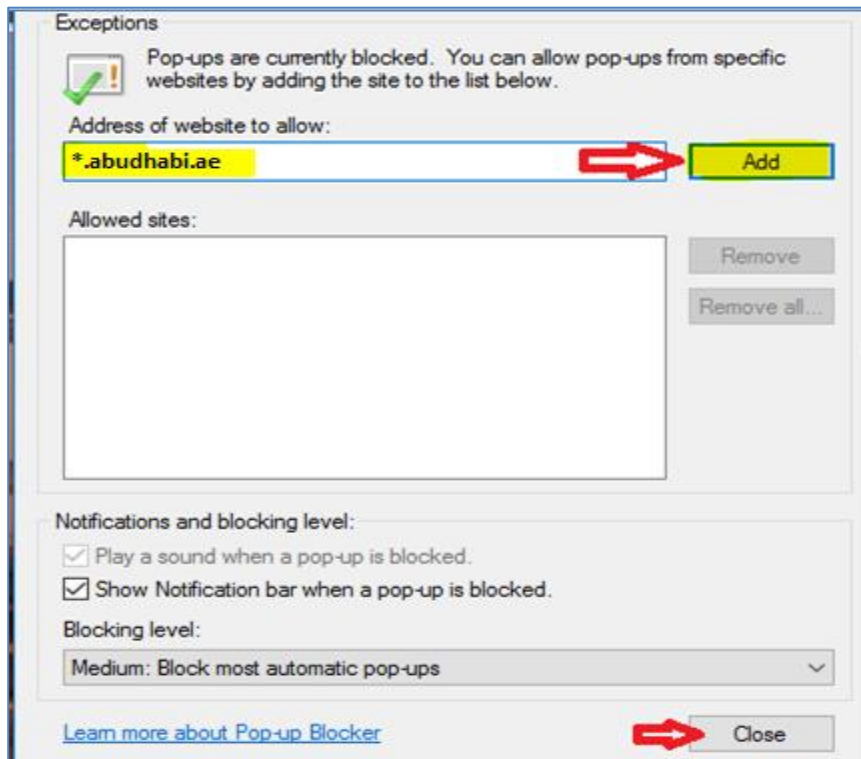 Exceptions
Pop-ups are currently blocked. You can allow pop-ups from specific
websites by adding the site to the list below.
Address of website to allow:
*.abudhabi.ae
Add
Allowed sites:
Remove
Remove all...
Notifications and blocking level:
Play a sound when a pop-up is blocked.
Show Notification bar when a pop-up is blocked.
Blocking level:
Medium: Block most automatic pop-ups
Learn more about Pop-up Blocker
Close